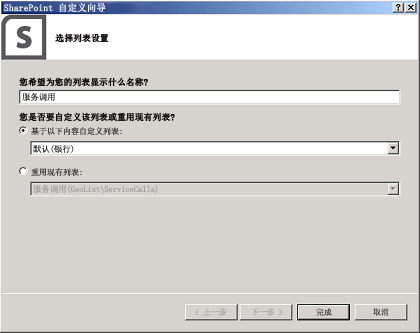 SharePoint 自定义向导
S
选择列表设置
您希望为您的列表显示什么名称?
服务调用
您是否要自定义该列表或重用现有列表?
基于以下内容自定义列表:
默认(银行)
重用现有列表:
服务调用(GeoList\ServiceCalls)
< 上一步 下一步 > 完成 取消